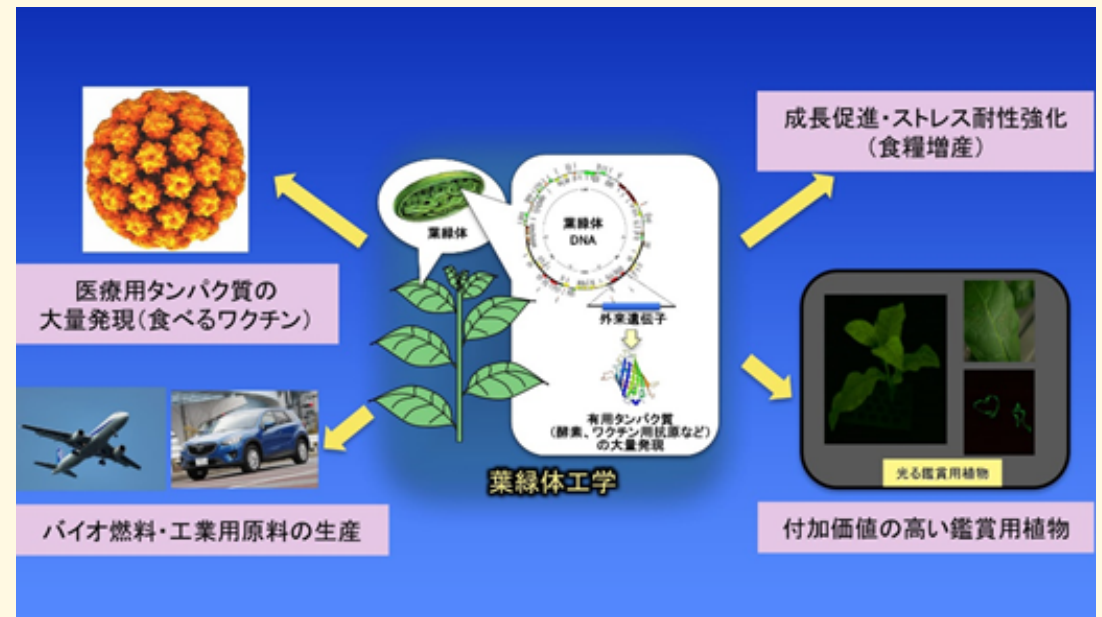 医療用タンパク質の
大量発現(食べるワクチン)
バイオ燃料・工業用原料の生産
葉緑体
葉緑体
DNA
外来遺伝子
有用タンパク質
(酵素、ワクチン用抗原など)
の大量発現
葉緑体工学
成長促進・ストレス耐性強化
(食糧増産)
光る鑑賞用植物
付加価値の高い鑑賞用植物